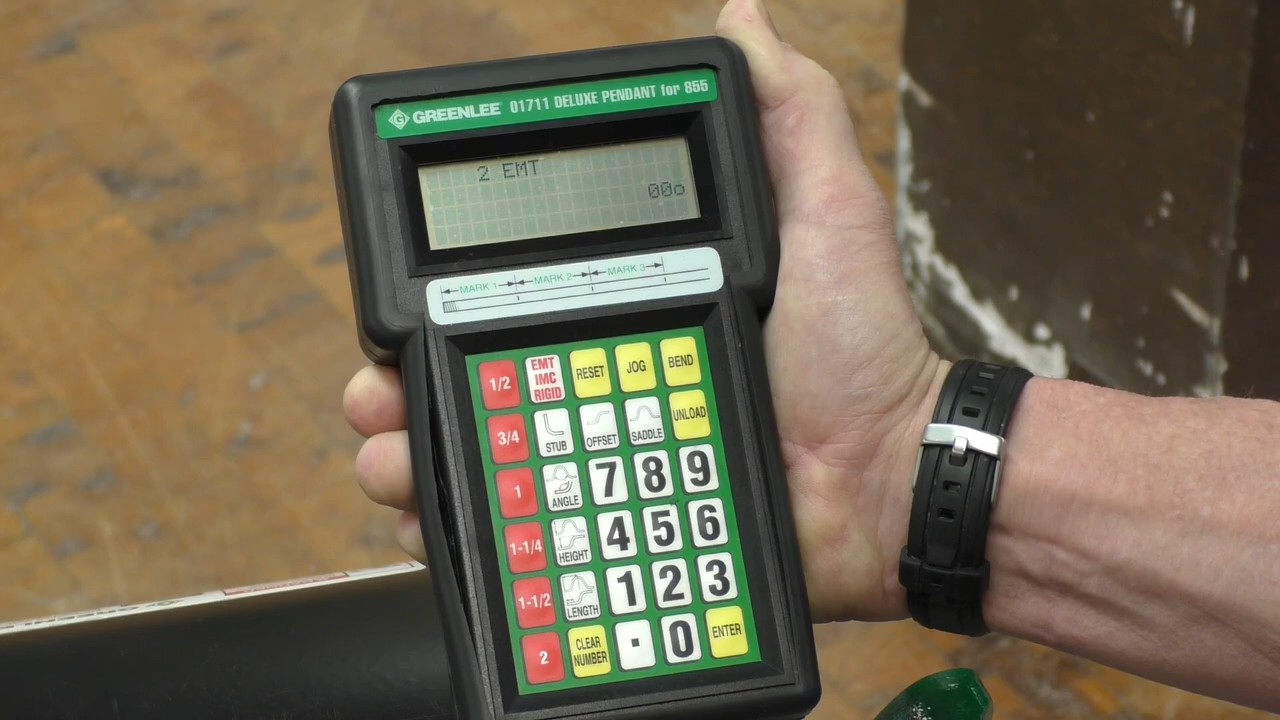 GREENLEE 01711 DELUXE PENDANT for 855
2 EMT
00o
MARK 1 MARK 2 MARK 3
1/2 EMT IMC RIGID RESET JOG BEND
3/4 STUB OFFSET SADDLE UNLOAD
1 ANGLE 7 8 9
1-1/4 HEIGHT 4 5 6
1-1/2 LENGTH 1 2 3
2 CLEAR NUMBER . 0 ENTER